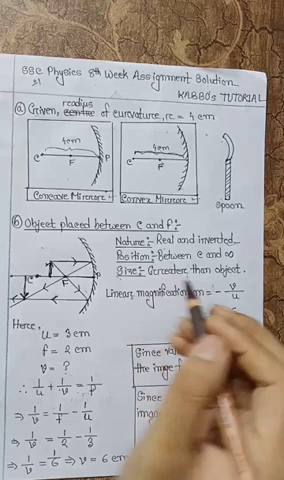 SSC Physics 8th Week Assignment Solution
KABBO's TUTORIAL
ⓐ Given, radius of curvature, r = 4 cm
4cm
C F P
Concave Mirror
4cm
C F
Convex Mirror
Spoon
ⓑ Object placed between C and P:-
Nature:- Real and inverted
Position:- Between C and ∞
Size:- Greater than object.
Linear magnification, m = - v/u
Here,
u = 3 cm
f = 2 cm
v = ?
∴ 1/u + 1/v = 1/f
⇒ 1/v = 1/f - 1/u
⇒ 1/v = 1/2 - 1/3
⇒ 1/v = 1/6 ⇒ v = 6 cm
Since
the image
Since